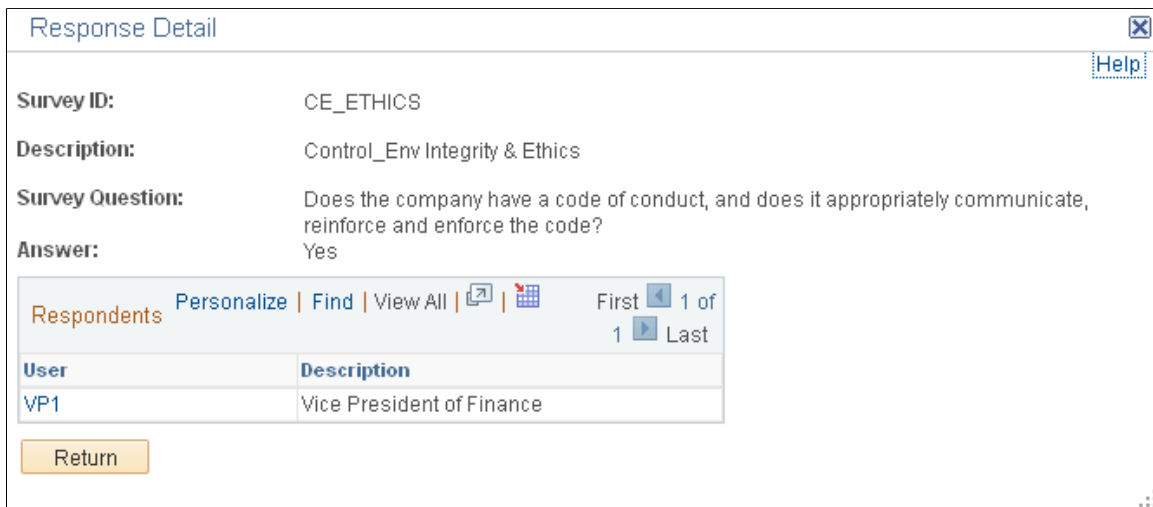 Response Detail
Help
Survey ID: CE_ETHICS
Description: Control_Env Integrity & Ethics
Survey Question: Does the company have a code of conduct, and does it appropriately communicate,
reinforce and enforce the code?
Answer: Yes
Respondents Personalize | Find | View All | | First 1 of
1 Last
User Description
VP1 Vice President of Finance
Return